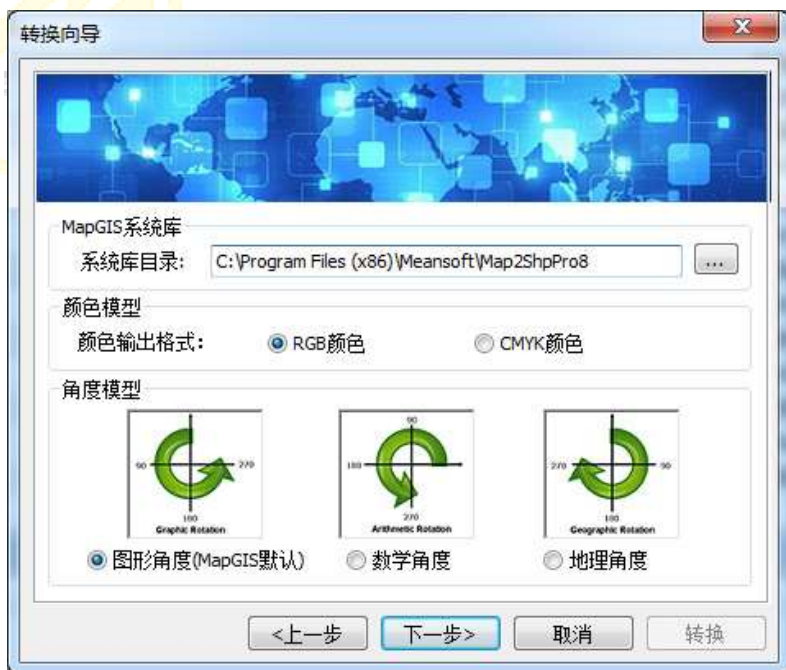 转换向导
MapGIS系统库
系统库目录: C:\Program Files (x86)\Meansoft\Map2ShpPro8 ...
颜色模型
颜色输出格式: RGB颜色 CMYK颜色
角度模型
90 270 180 Graphic Rotation
90 180 270 Arithmetic Rotation
270 90 180 Geographic Rotation
图形角度(MapGIS默认) 数学角度 地理角度
<上一步 下一步> 取消 转换